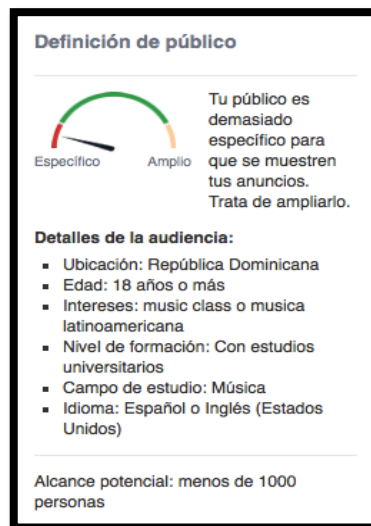 Definición de público
Tu público es
demasiado
específico para
que se muestren
tus anuncios.
Trata de ampliarlo.
Específico
Amplio
Detalles de la audiencia:
▪ Ubicación: República Dominicana
▪ Edad: 18 años o más
▪ Intereses: music class o musica
latinoamericana
▪ Nivel de formación: Con estudios
universitarios
▪ Campo de estudio: Música
▪ Idioma: Español o Inglés (Estados
Unidos)
Alcance potencial: menos de 1000
personas